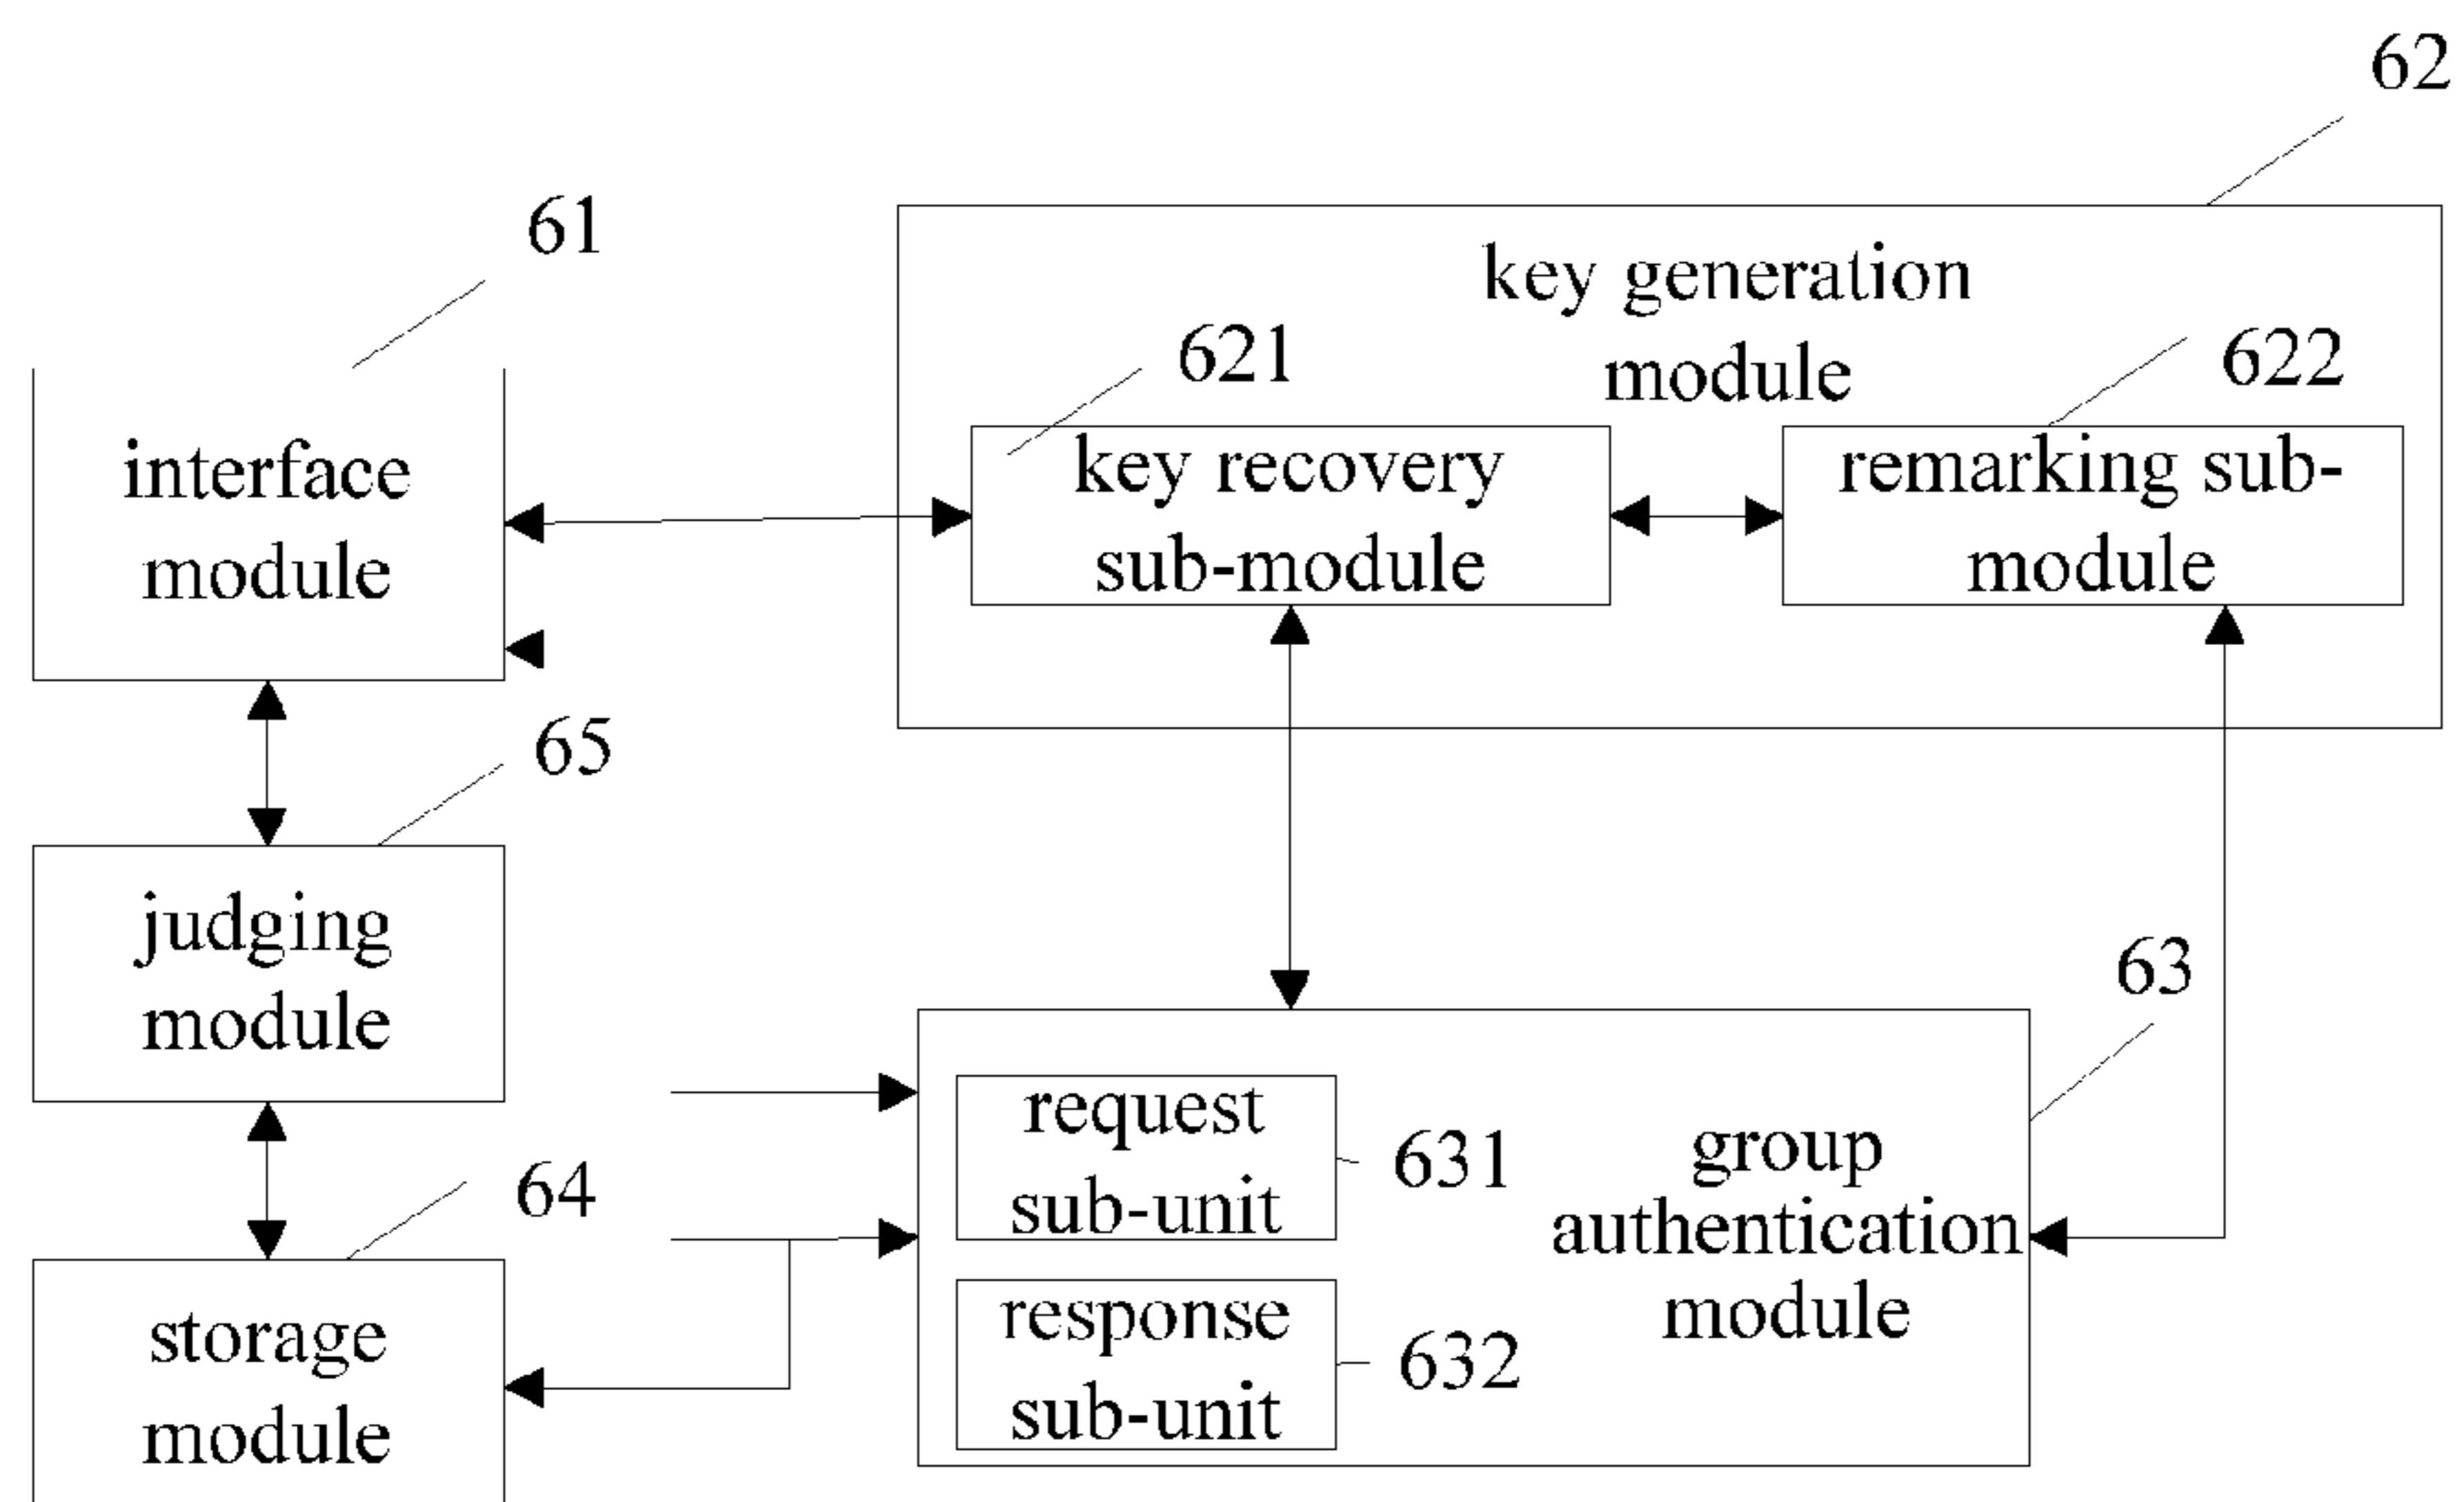 62
61
key generation
module
621
622
interface
module
key recovery
sub-module
remarking sub-
module
65
judging
module
63
64
request
sub-unit
631
group
authentication
module
storage
module
response
sub-unit
632